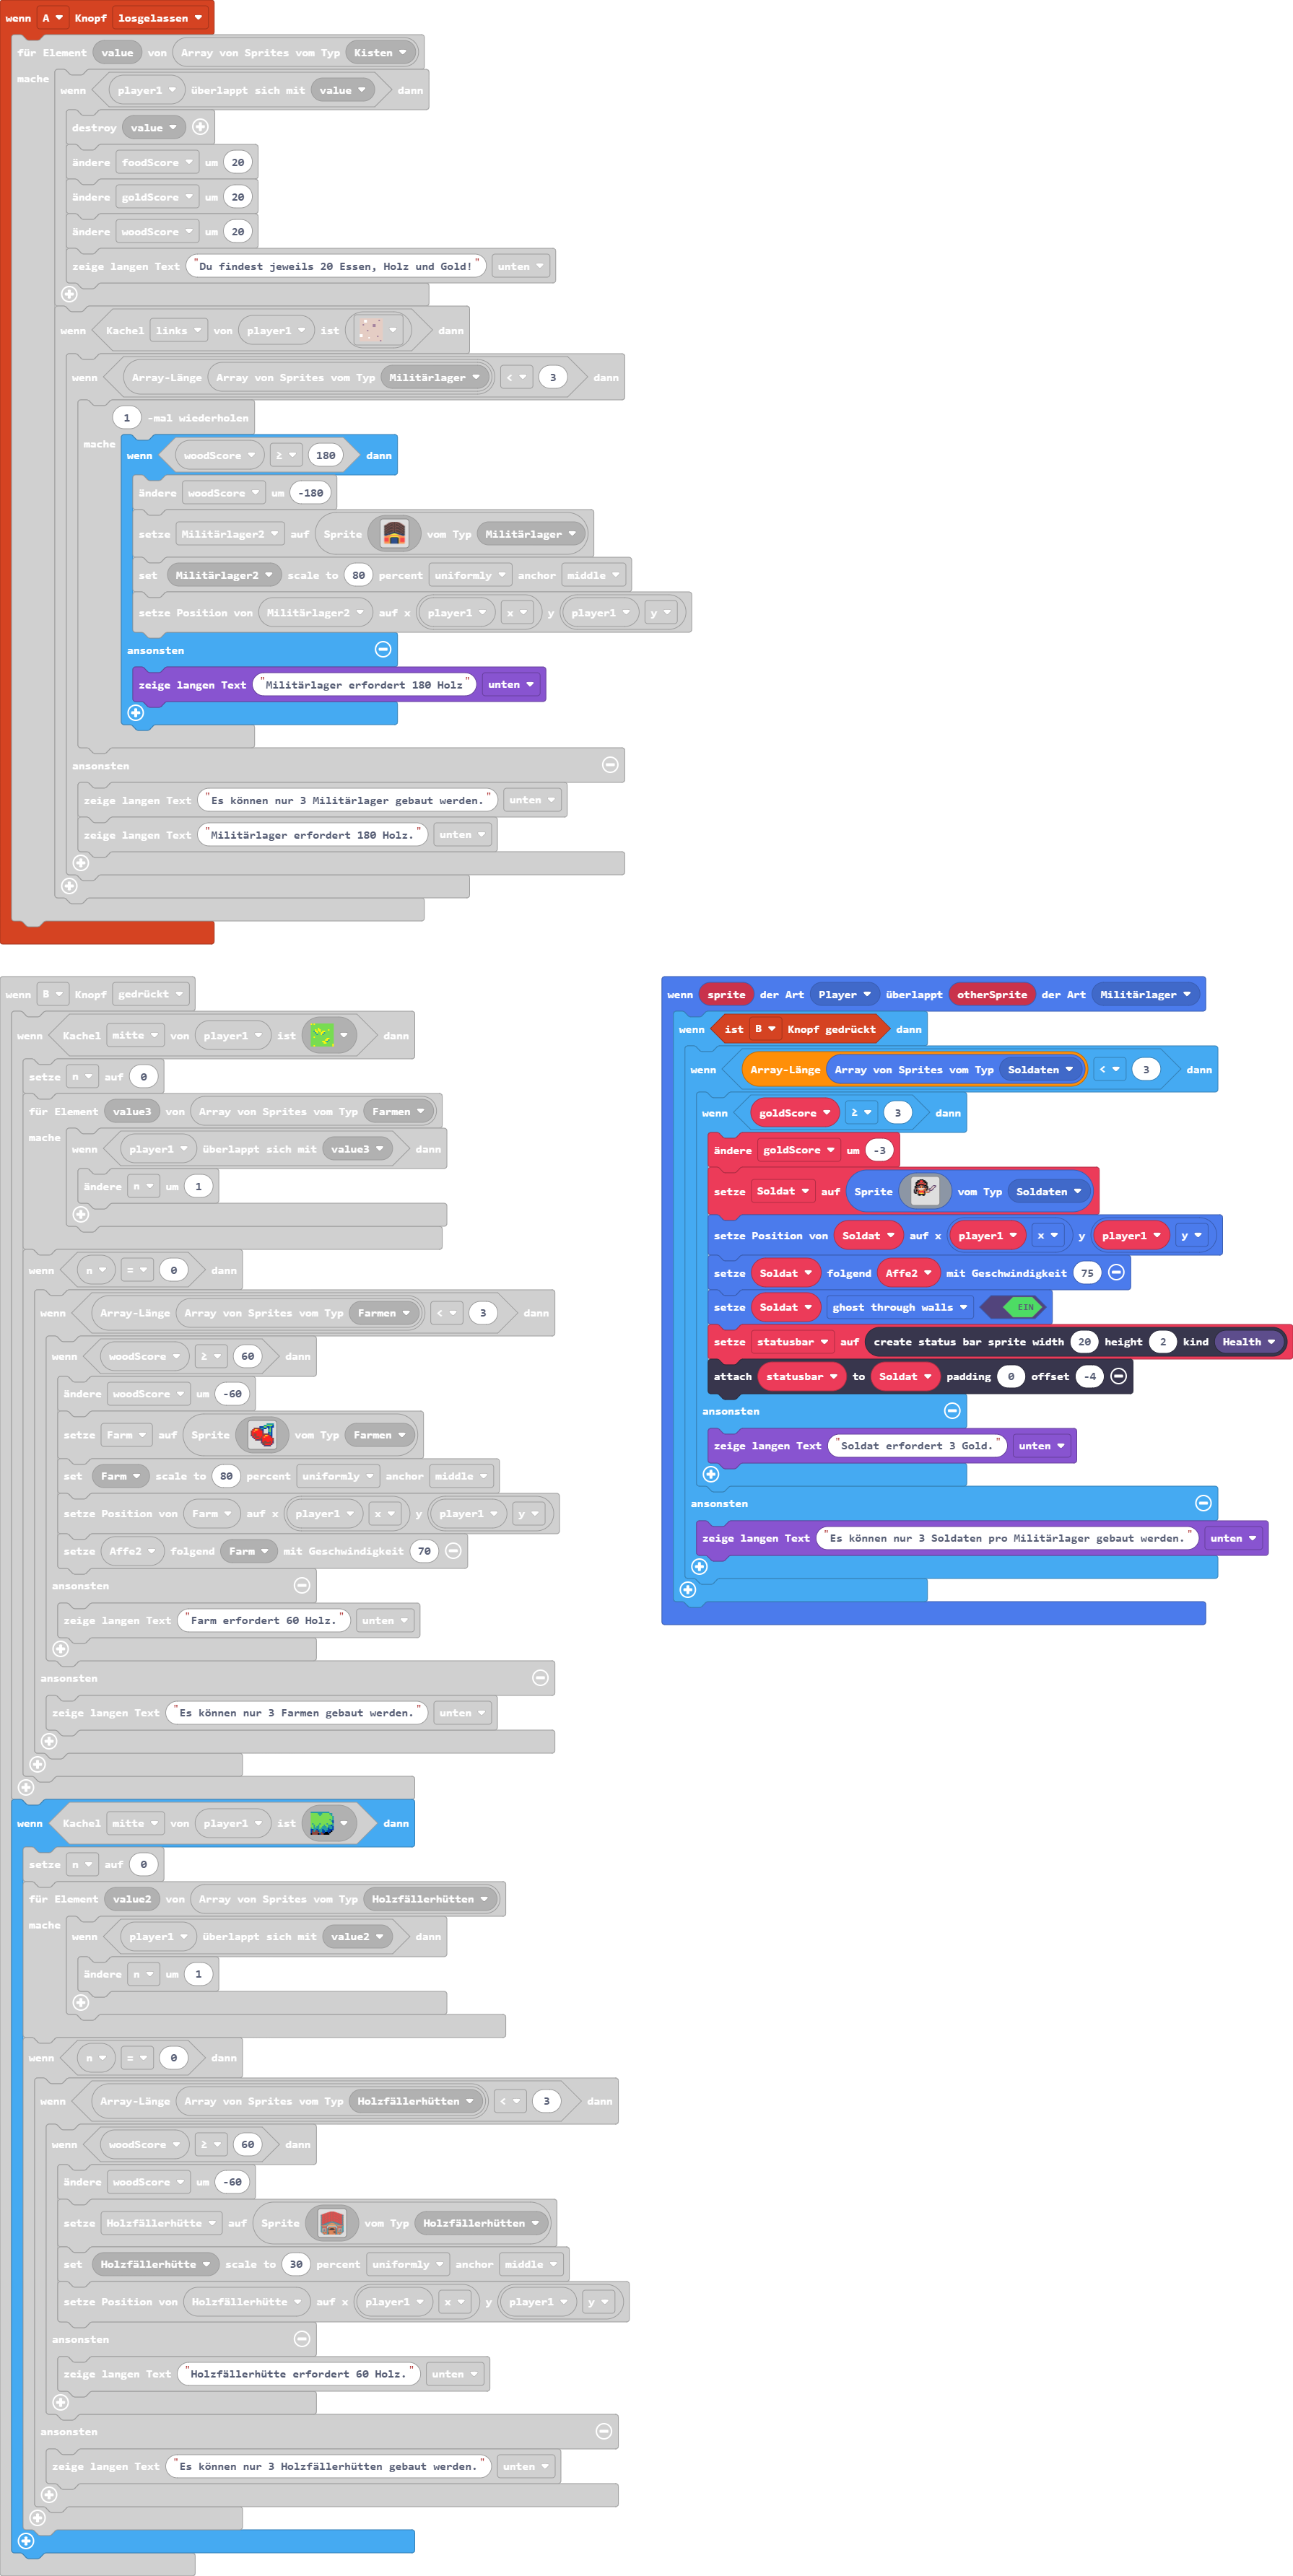 wenn A Knopf losgelassen
für Element value von Array von Sprites vom Typ Kisten
mache
wenn player1 überlappt sich mit value dann
destroy value
ändere foodScore um 20
ändere goldScore um 20
ändere woodScore um 20
zeige langen Text "Du findest jeweils 20 Essen, Holz und Gold!" unten
wenn Kachel links von player1 ist dann
wenn Array-Länge Array von Sprites vom Typ Militärlager < 3 dann
1 -mal wiederholen
mache
wenn woodScore ≥ 180 dann
ändere woodScore um -180
setze Militärlager2 auf Sprite vom Typ Militärlager
set Militärlager2 scale to 80 percent uniformly anchor middle
setze Position von Militärlager2 auf x player1 x y player1 y
ansonsten
zeige langen Text "Militärlager erfordert 180 Holz" unten
ansonsten
zeige langen Text "Es können nur 3 Militärlager gebaut werden." unten
zeige langen Text "Militärlager erfordert 180 Holz." unten
wenn B Knopf gedrückt
wenn Kachel mitte von player1 ist dann
setze n auf 0
für Element value3 von Array von Sprites vom Typ Farmen
mache
wenn player1 überlappt sich mit value3 dann
ändere n um 1
wenn n = 0 dann
wenn Array-Länge Array von Sprites vom Typ Farmen < 3 dann
wenn woodScore ≥ 60 dann
ändere woodScore um -60
setze Farm auf Sprite vom Typ Farmen
set Farm scale to 80 percent uniformly anchor middle
setze Position von Farm auf x player1 x y player1 y
setze Affe2 folgend Farm mit Geschwindigkeit 70
ansonsten
zeige langen Text "Farm erfordert 60 Holz." unten
ansonsten
zeige langen Text "Es können nur 3 Farmen gebaut werden." unten
wenn Kachel mitte von player1 ist dann
setze n auf 0
für Element value2 von Array von Sprites vom Typ Holzfällerhütten
mache
wenn player1 überlappt sich mit value2 dann
ändere n um 1
wenn n = 0 dann
wenn Array-Länge Array von Sprites vom Typ Holzfällerhütten < 3 dann
wenn woodScore ≥ 60 dann
ändere woodScore um -60
setze Holzfällerhütte auf Sprite vom Typ Holzfällerhütten
set Holzfällerhütte scale to 30 percent uniformly anchor middle
setze Position von Holzfällerhütte auf x player1 x y player1 y
ansonsten
zeige langen Text "Holzfällerhütte erfordert 60 Holz." unten
ansonsten
zeige langen Text "Es können nur 3 Holzfällerhütten gebaut werden." unten
wenn sprite der Art Player überlappt otherSprite der Art Militärlager
wenn ist B Knopf gedrückt dann
wenn Array-Länge Array von Sprites vom Typ Soldaten < 3 dann
wenn goldScore ≥ 3 dann
ändere goldScore um -3
setze Soldat auf Sprite vom Typ Soldaten
setze Position von Soldat auf x player1 x y player1 y
setze Soldat folgend Affe2 mit Geschwindigkeit 75
setze Soldat ghost through walls EIN
setze statusbar auf create status bar sprite width 20 height 2 kind Health
attach statusbar to Soldat padding 0 offset -4
ansonsten
zeige langen Text "Soldat erfordert 3 Gold." unten
ansonsten
zeige langen Text "Es können nur 3 Soldaten pro Militärlager gebaut werden." unten